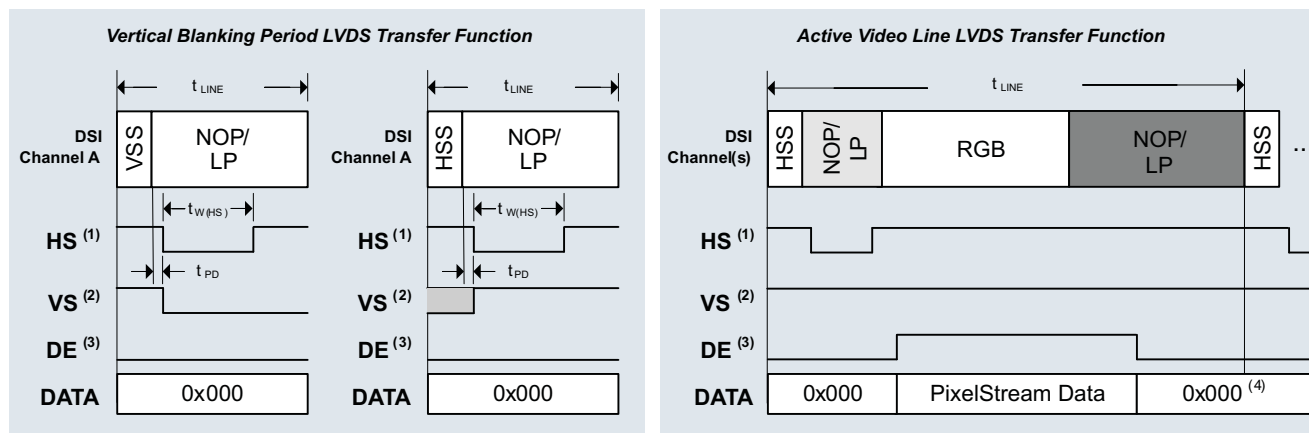 Vertical Blanking Period LVDS Transfer Function
t LINE
t LINE
DSI
Channel A
VSS
NOP/
LP
DSI
Channel A
HSS
NOP/
LP
t W(HS)
t W(HS)
HS (1)
HS (1)
t PD
t PD
VS (2)
VS (2)
DE (3)
DE (3)
DATA
0x000
DATA
0x000
Active Video Line LVDS Transfer Function
t LINE
DSI
Channel(s)
HSS
NOP/
LP
RGB
NOP/
LP
HSS
..
HS (1)
VS (2)
DE (3)
DATA
0x000
PixelStream Data
0x000 (4)